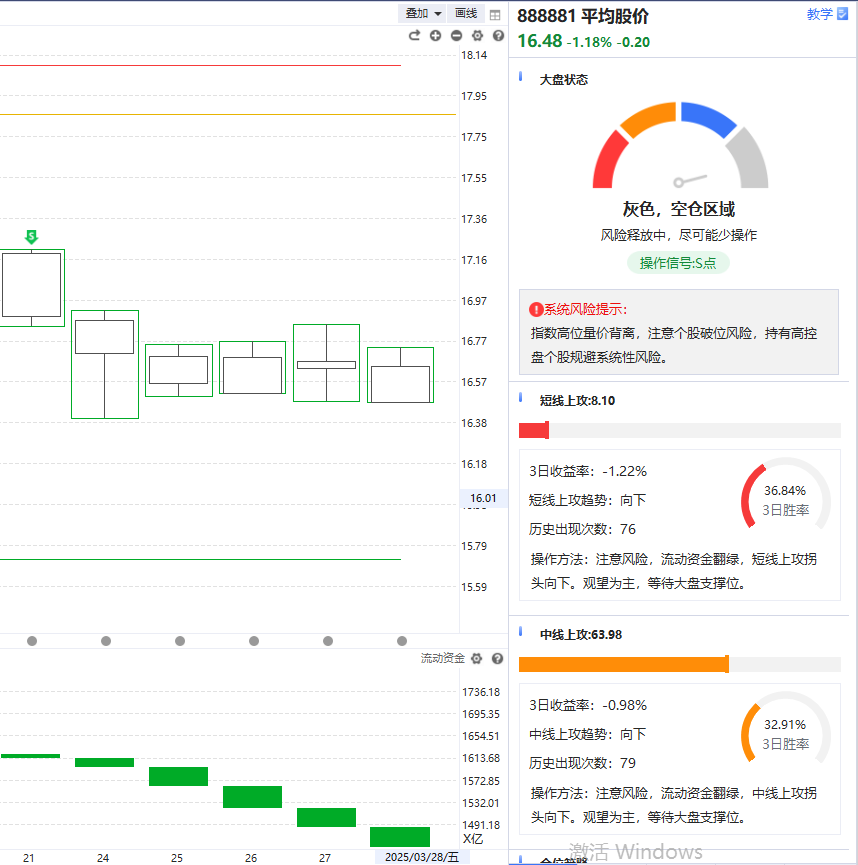 叠加 画线
18.14
17.95
17.75
17.55
17.36
S
17.16
16.97
16.77
16.57
16.38
16.18
16.01
15.79
15.59
流动资金
1736.18
1695.35
1654.51
1613.68
1572.85
1532.01
1491.18
X亿
21 24 25 26 27 2025/03/28/五
888881 平均股价 教学
16.48 -1.18% -0.20
大盘状态
灰色，空仓区域
风险释放中，尽可能少操作
操作信号:S点
系统风险提示：
指数高位量价背离，注意个股破位风险，持有高控
盘个股规避系统性风险。
短线上攻:8.10
3日收益率：-1.22%
短线上攻趋势：向下
历史出现次数：76
36.84%
3日胜率
操作方法：注意风险，流动资金翻绿，短线上攻拐
头向下。观望为主，等待大盘支撑位。
中线上攻:63.98
3日收益率：-0.98%
中线上攻趋势：向下
历史出现次数：79
32.91%
3日胜率
操作方法：注意风险，流动资金翻绿，中线上攻拐
头向下。观望为主，等待大盘支撑位。
激活 Windows